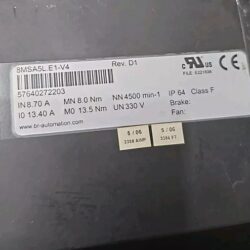 8MSA5L.E1-V4 Rev. D1
57640272203
IN 8.70 A MN 8.0 Nm NN 4500 min-1 IP 64 Class F
I0 13.40 A M0 13.5 Nm UN 330 V Brake:
Fan:
www.br-automation.com
c UL US
5 / 06 5 / 06